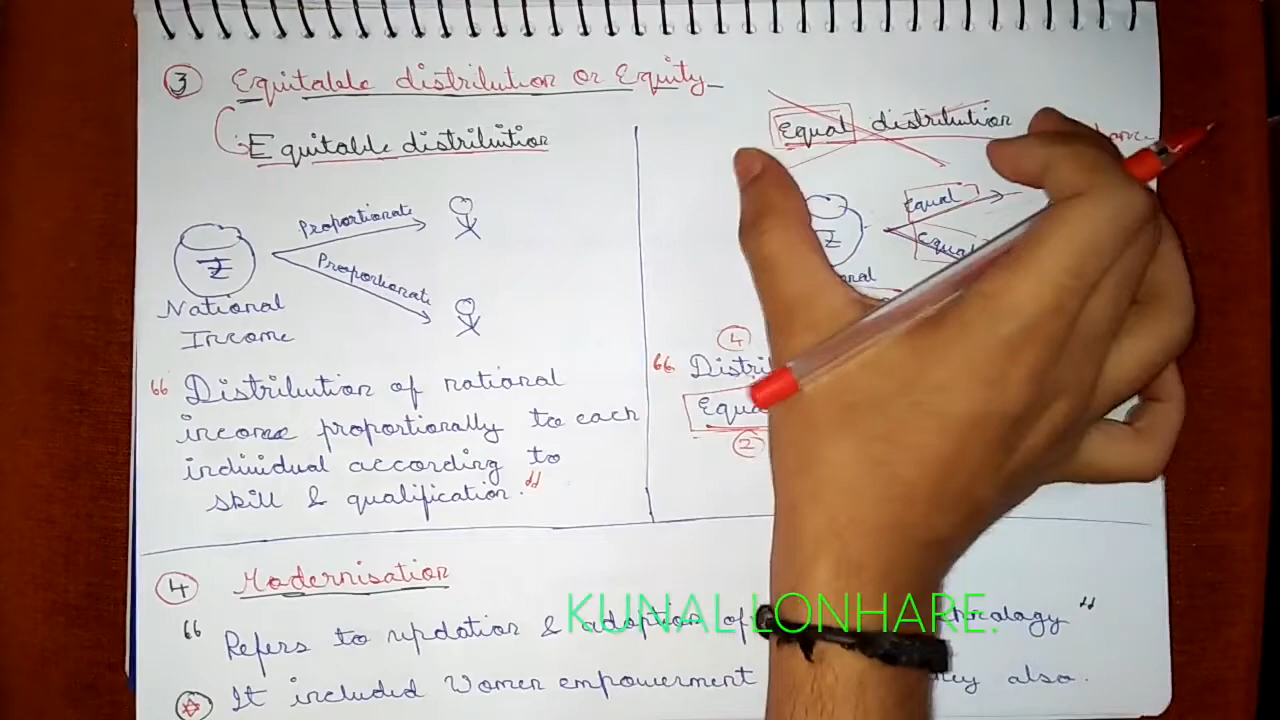 ③ Equitable distribution or Equity
Equitable distribution
Proportionate
Proportionate
National
Income
"Distribution of national
income proportionally to each
individual according to
skill & qualification."
Equal distribution
Equal
Equal
④
"
②
④ Modernisation
"Refers to updation & adoption of "
It included Women empowerment also.
KUNAL LONHARE.